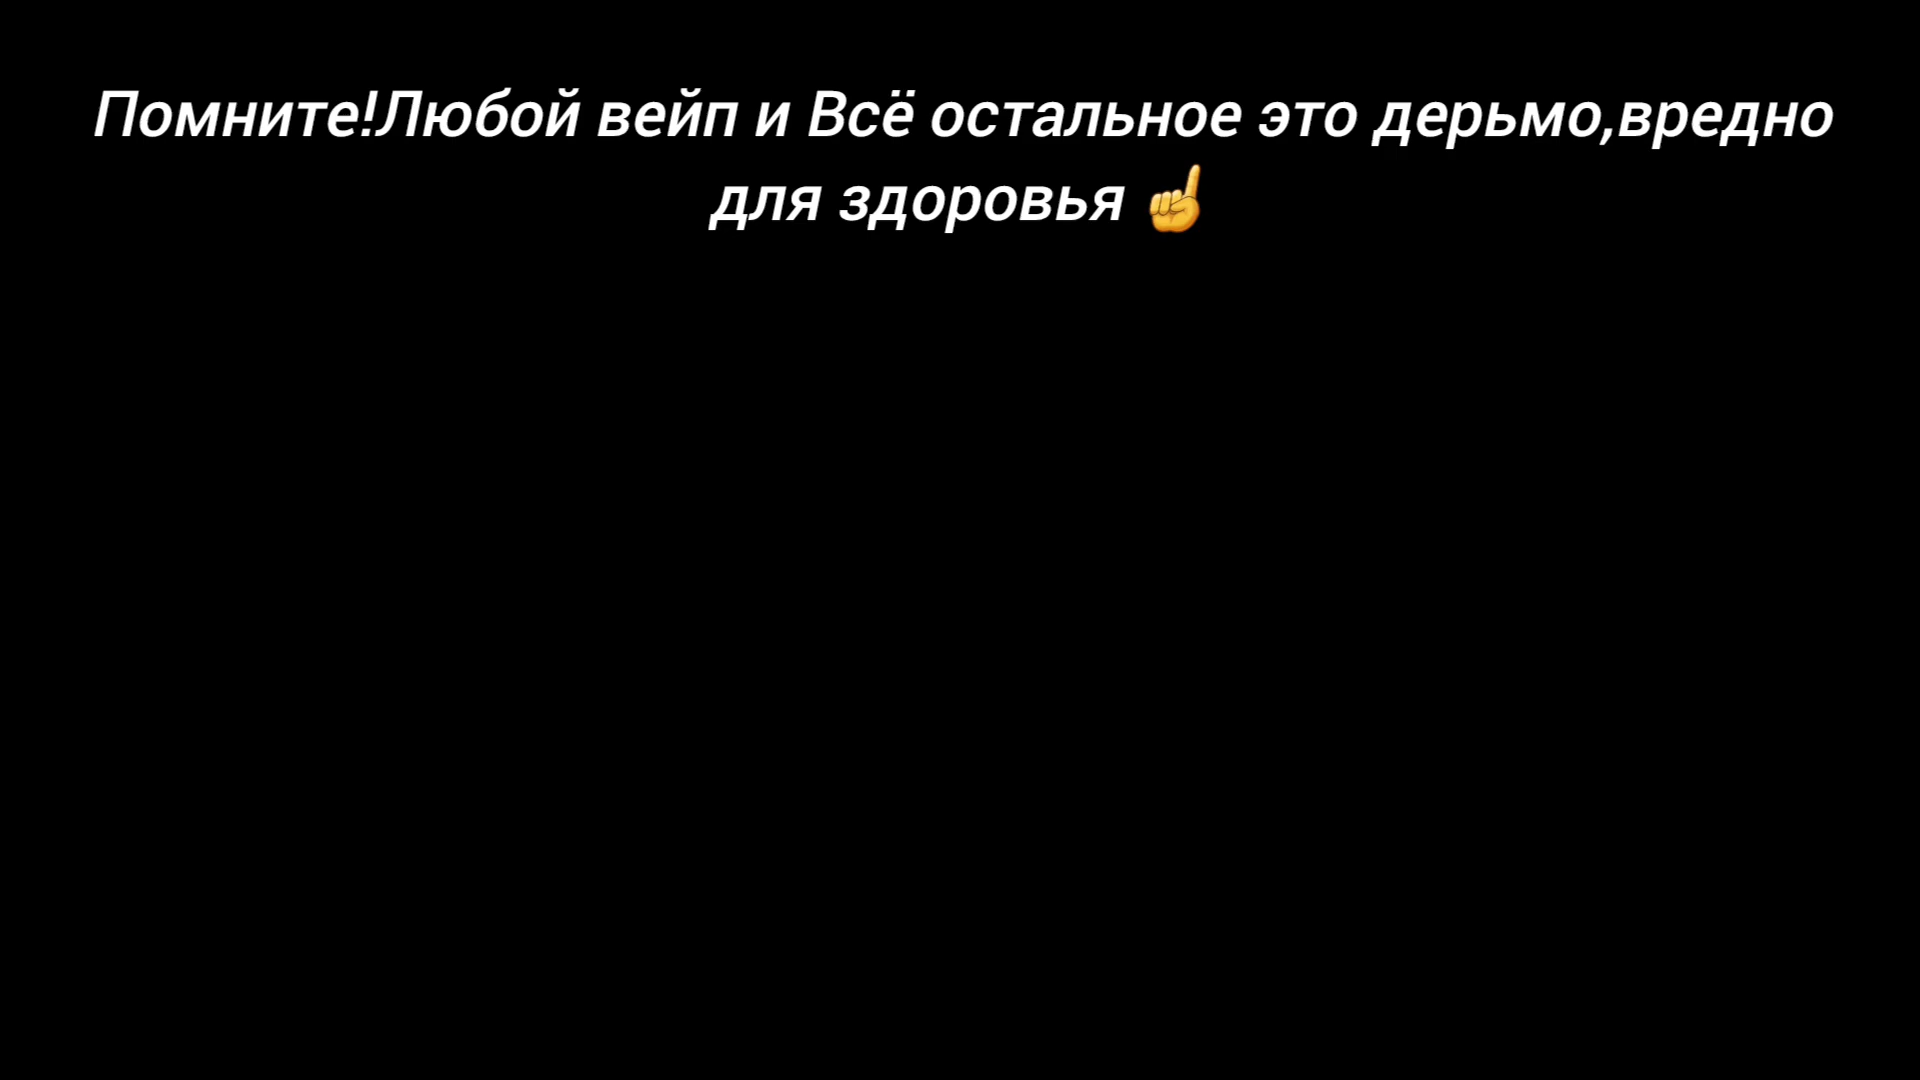 Помните!Любой вейп и Всё остальное это дерьмо,вредно
для здоровья ☝️